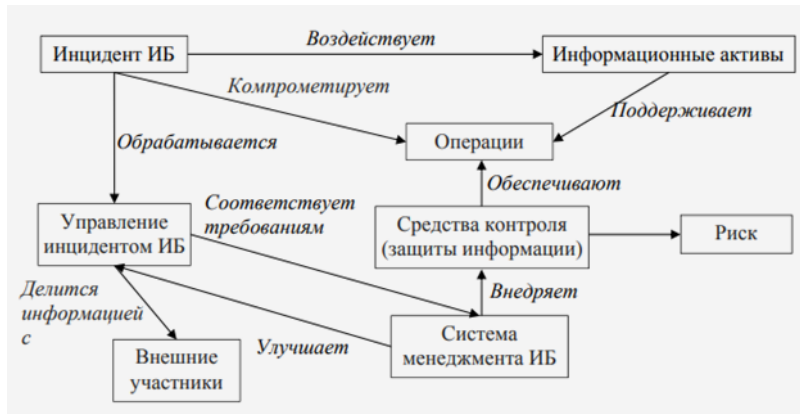 Воздействует
Инцидент ИБ
Информационные активы
Компрометирует
Поддерживает
Операции
Обрабатывается
Обеспечивают
Соответствует
требованиям
Управление
инцидентом ИБ
Средства контроля
(защиты информации)
Риск
Делится
информацией
с
Внедряет
Улучшает
Система
менеджмента ИБ
Внешние
участники